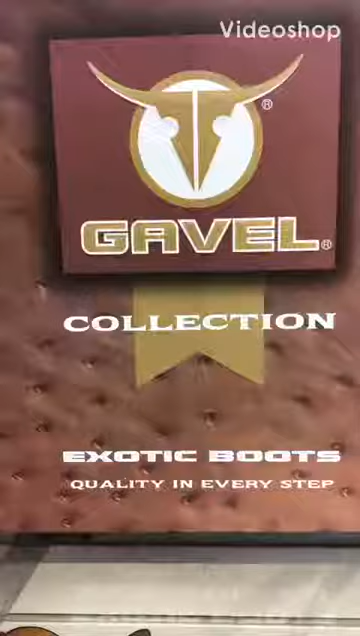 Videoshop
®
GAVEL®
COLLECTION
EXOTIC BOOTS
QUALITY IN EVERY STEP